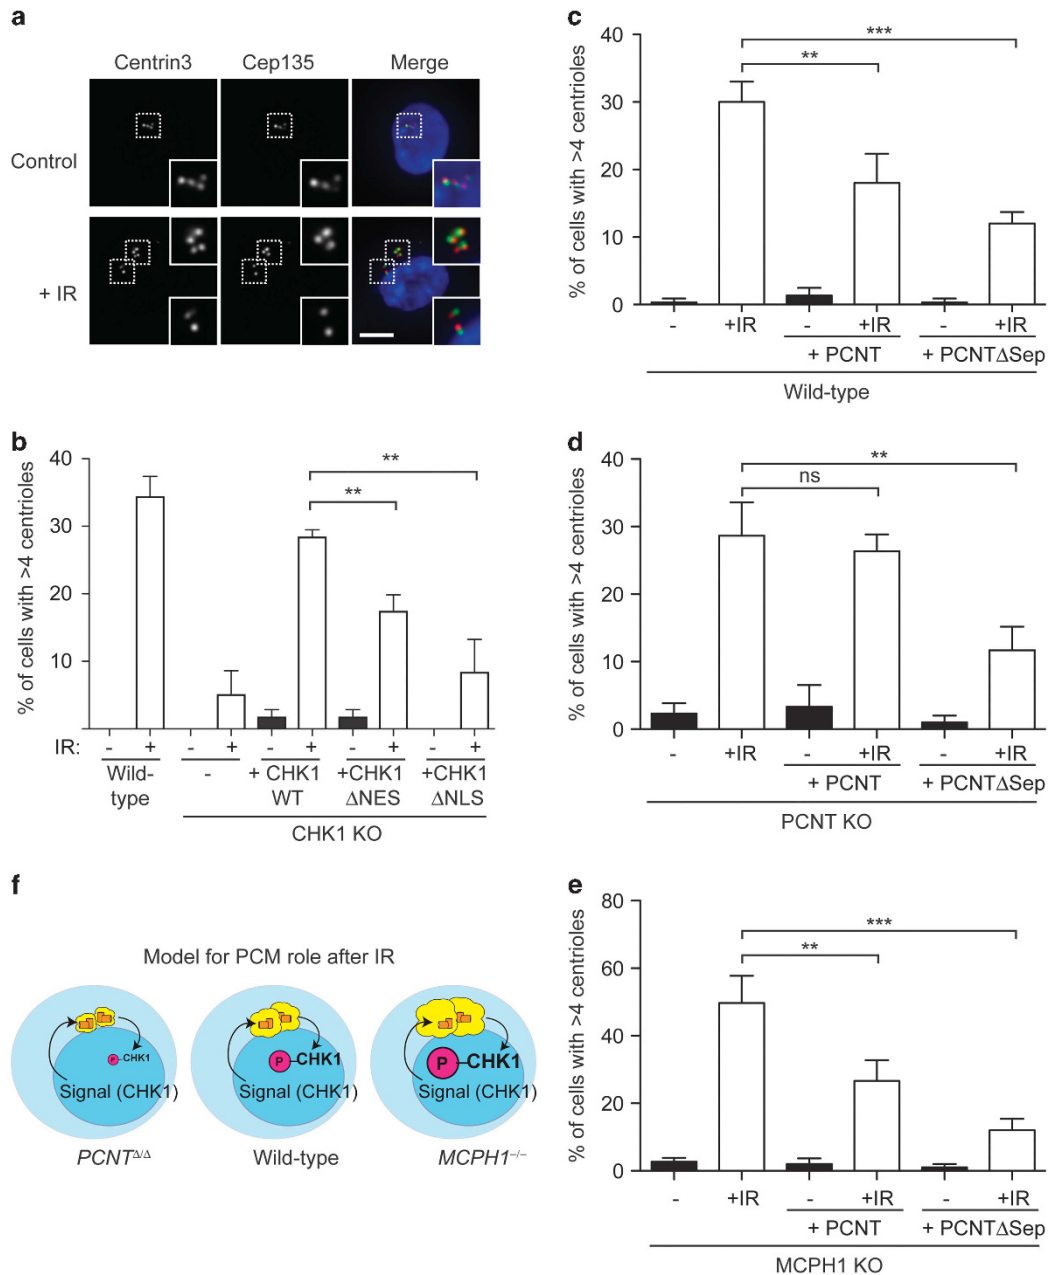 a
Centrin3 Cep135 Merge
Control
+ IR
b
% of cells with >4 centrioles
40
30
20
10
** 
**
IR: - + - + - + - + - +
Wild-type
-
+ CHK1 WT
+CHK1 ΔNES
+CHK1 ΔNLS
CHK1 KO
c
% of cells with >4 centrioles
40
30
20
10
0
***
**
- +IR - +IR - +IR
+ PCNT + PCNTΔSep
Wild-type
d
% of cells with >4 centrioles
40
30
20
10
0
**
ns
- +IR - +IR - +IR
+ PCNT + PCNTΔSep
PCNT KO
e
% of cells with >4 centrioles
80
60
40
20
0
***
**
- +IR - +IR - +IR
+ PCNT + PCNTΔSep
MCPH1 KO
f
Model for PCM role after IR
P-CHK1
Signal (CHK1)
PCNTΔ/Δ
P-CHK1
Signal (CHK1)
Wild-type
P-CHK1
Signal (CHK1)
MCPH1−/−